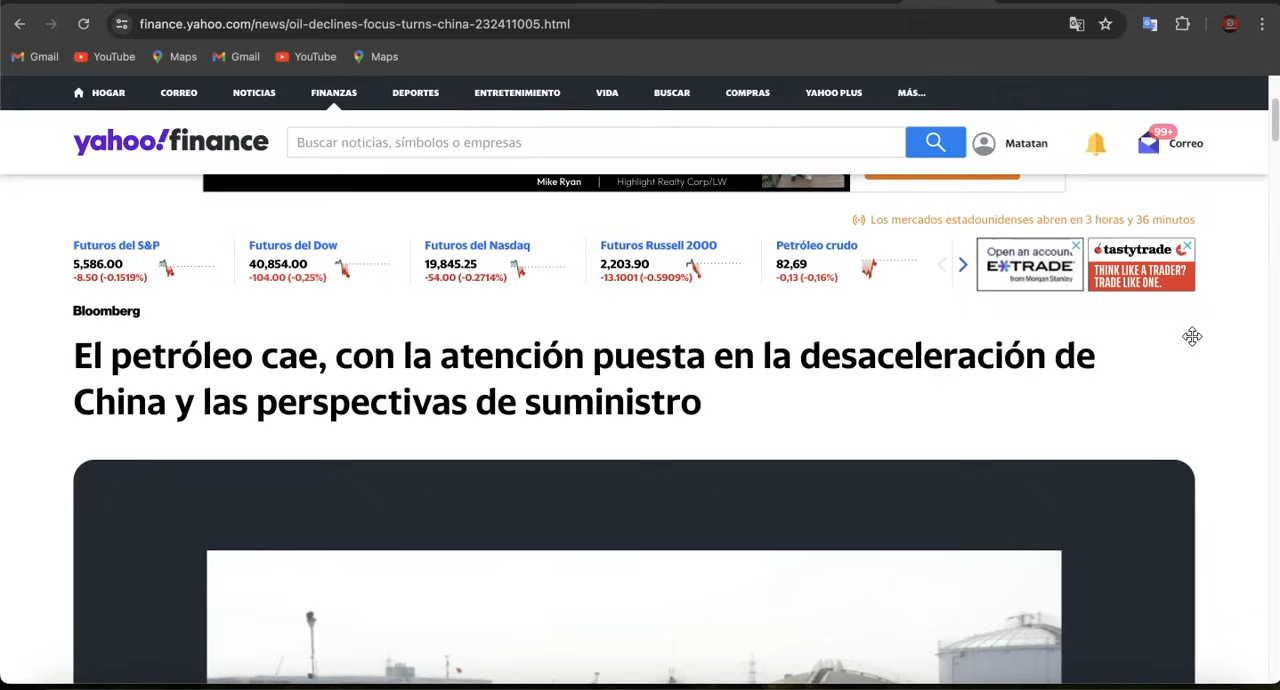 finance.yahoo.com/news/oil-declines-focus-turns-china-232411005.html
Gmail YouTube Maps Gmail YouTube Maps
HOGAR CORREO NOTICIAS FINANZAS DEPORTES ENTRETENIMIENTO VIDA BUSCAR COMPRAS YAHOO PLUS MÁS...
yahoo!finance Buscar noticias, símbolos o empresas Matatan 99+ Correo
Mike Ryan | Highlight Realty Corp/LW
Los mercados estadounidenses abren en 3 horas y 36 minutos
Futuros del S&P
5,586.00
-8.50 (-0.1519%)
Futuros del Dow
40,854.00
-104.00 (-0,25%)
Futuros del Nasdaq
19,845.25
-54.00 (-0.2714%)
Futuros Russell 2000
2,203.90
-13.1001 (-0.5909%)
Petróleo crudo
82,69
-0,13 (-0,16%)
Open an account
E*TRADE
from Morgan Stanley
tastytrade
THINK LIKE A TRADER?
TRADE LIKE ONE.
Bloomberg
El petróleo cae, con la atención puesta en la desaceleración de
China y las perspectivas de suministro